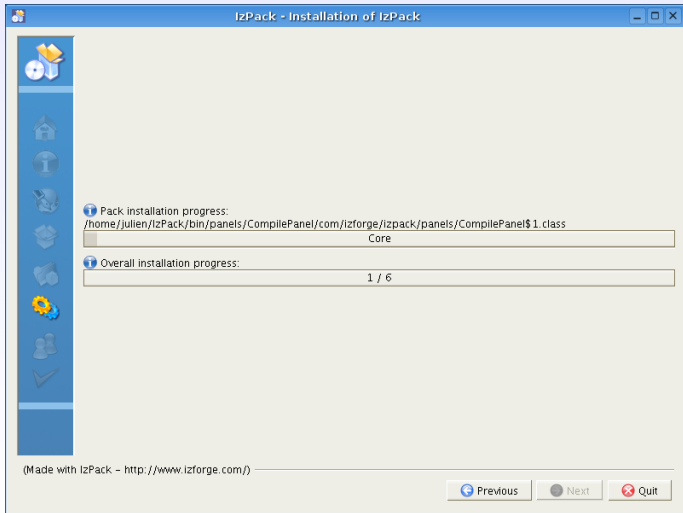 IzPack - Installation of IzPack
Pack installation progress:
/home/julien/IzPack/bin/panels/CompilePanel/com/izforge/izpack/panels/CompilePanel$1.class
Core
Overall installation progress:
1 / 6
(Made with IzPack - http://www.izforge.com/)
Previous
Next
Quit